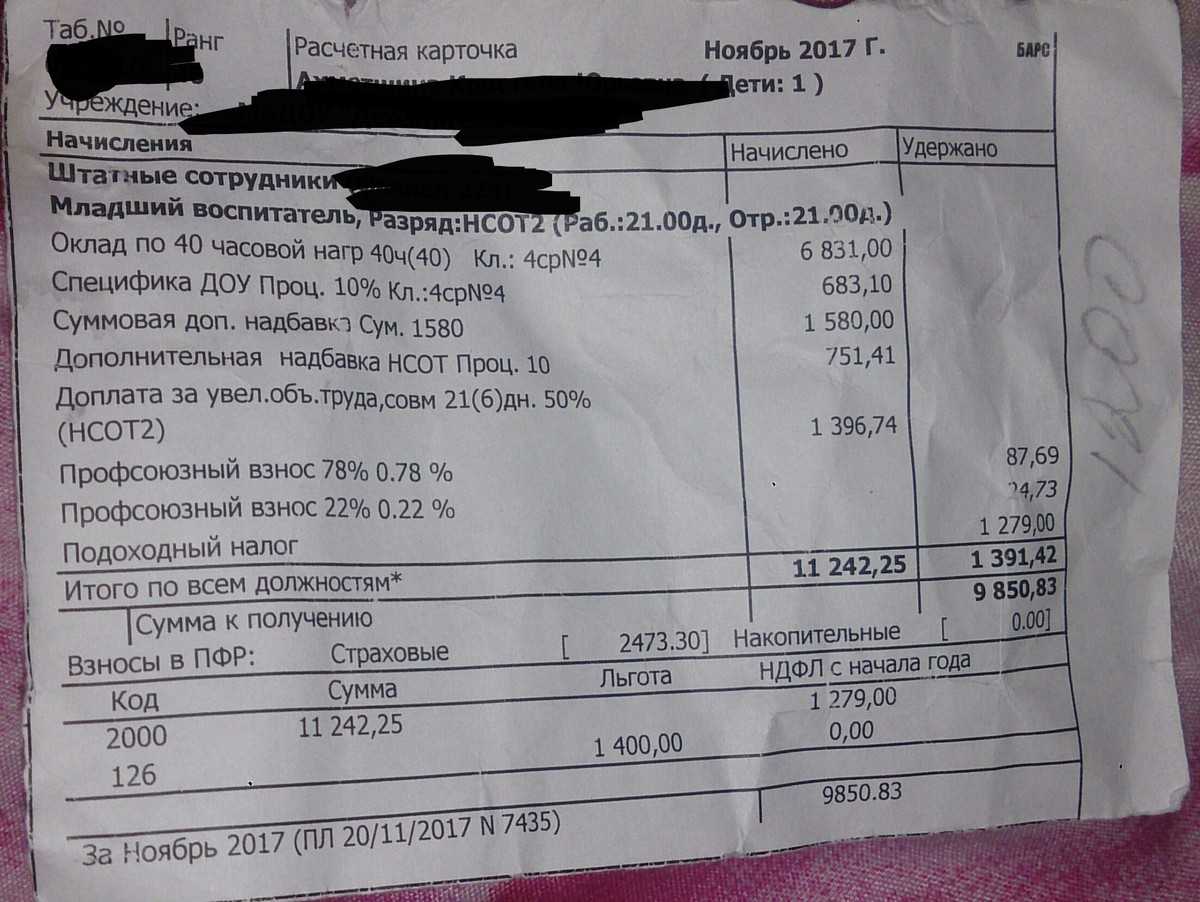 Таб.№ Ранг Расчетная карточка Ноябрь 2017 Г. БАРС
( Дети: 1 )
Учреждение:
Начисления Начислено Удержано
Штатные сотрудники
Младший воспитатель, Разряд:НСОТ2 (Раб.:21.00д., Отр.:21.00д.)
Оклад по 40 часовой нагр 40ч(40) Кл.: 4ср№4 6 831,00
Специфика ДОУ Проц. 10% Кл.:4ср№4 683,10
Суммовая доп. надбавка Сум. 1580 1 580,00
Дополнительная надбавка НСОТ Проц. 10 751,41
Доплата за увел.объ.труда,совм 21(6)дн. 50%
(НСОТ2) 1 396,74
Профсоюзный взнос 78% 0.78 % 87,69
Профсоюзный взнос 22% 0.22 % 24,73
Подоходный налог 1 279,00
Итого по всем должностям* 11 242,25 1 391,42
Сумма к получению 9 850,83
Взносы в ПФР: Страховые [ 2473.30] Накопительные [ 0.00]
Код Сумма Льгота НДФЛ с начала года
2000 11 242,25 1 279,00
126 1 400,00 0,00
За Ноябрь 2017 (ПЛ 20/11/2017 N 7435) 9850.83